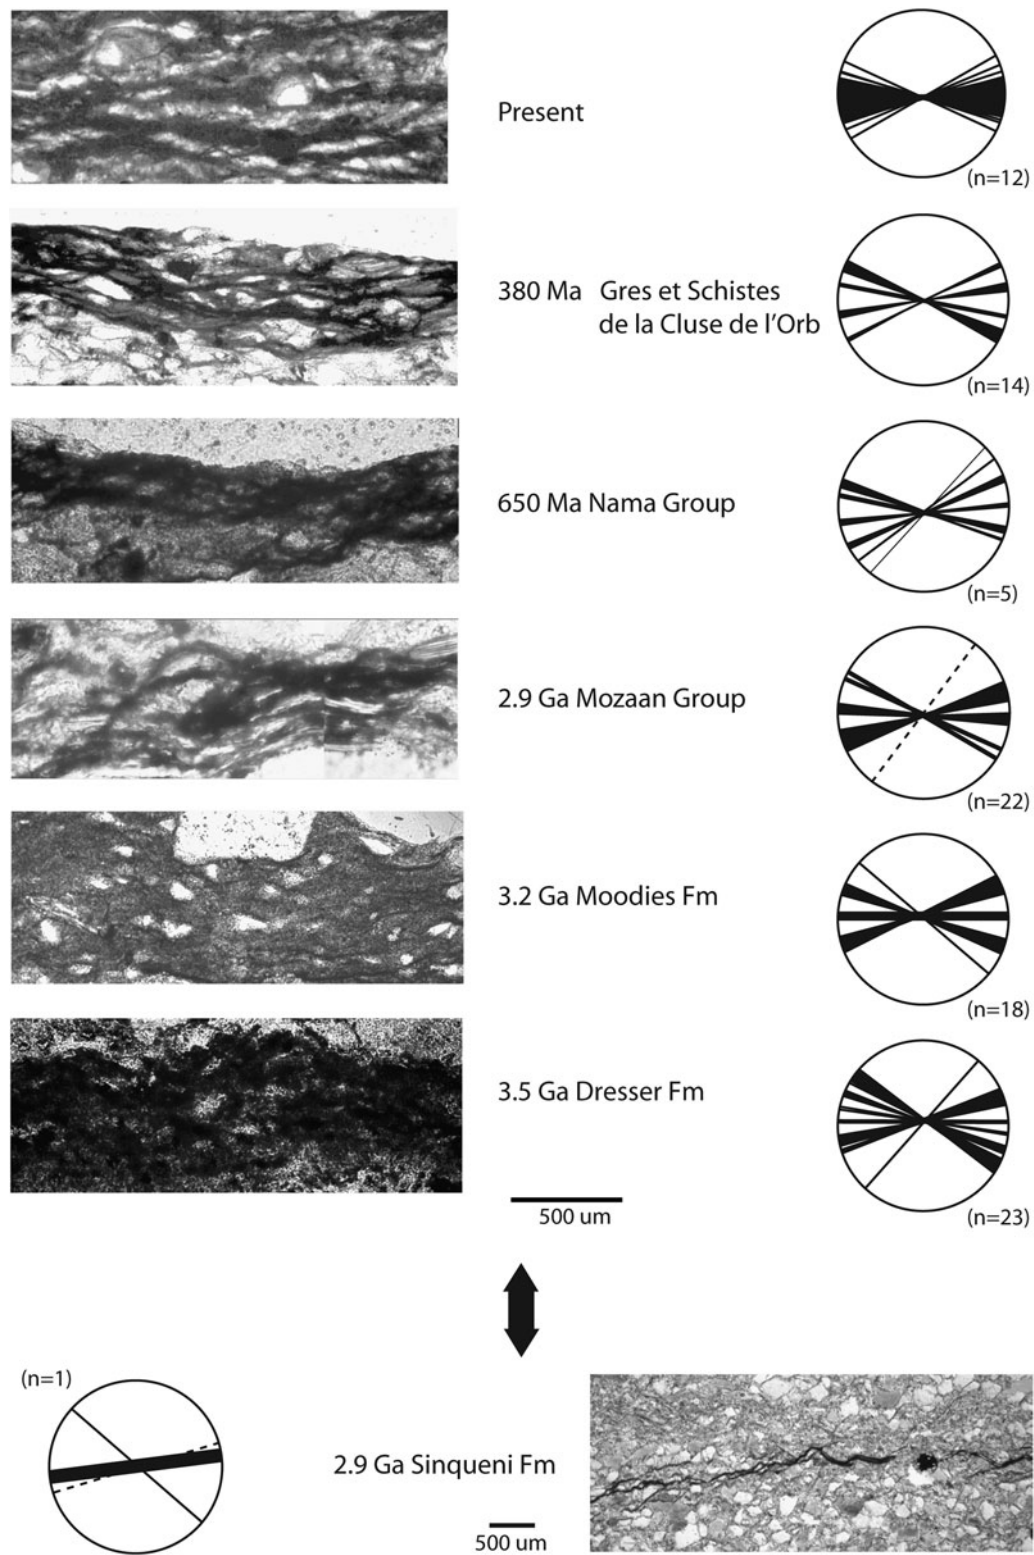 Present
(n=12)
380 Ma Gres et Schistes
de la Cluse de l'Orb
(n=14)
650 Ma Nama Group
(n=5)
2.9 Ga Mozaan Group
(n=22)
3.2 Ga Moodies Fm
(n=18)
3.5 Ga Dresser Fm
(n=23)
500 um
(n=1)
2.9 Ga Sinqueni Fm
500 um